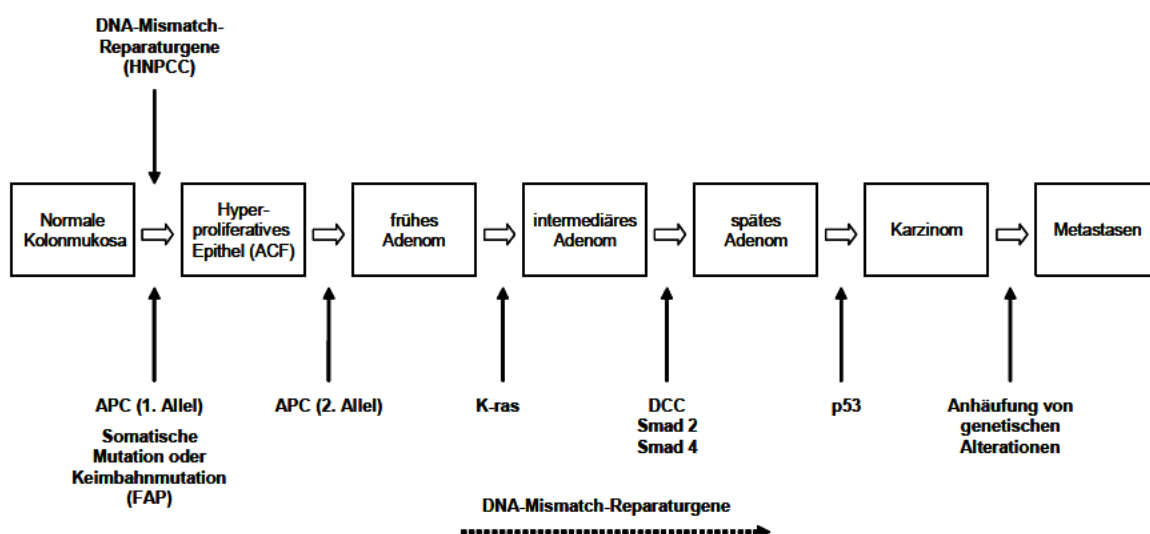 DNA-Mismatch-
Reparaturgene
(HNPCC)
Normale
Kolonmukosa
Hyper-
proliferatives
Epithel (ACF)
frühes
Adenom
intermediäres
Adenom
spätes
Adenom
Karzinom
Metastasen
APC (1. Allel)
Somatische
Mutation oder
Keimbahnmutation
(FAP)
APC (2. Allel)
K-ras
DCC
Smad 2
Smad 4
p53
Anhäufung von
genetischen
Alterationen
DNA-Mismatch-Reparaturgene